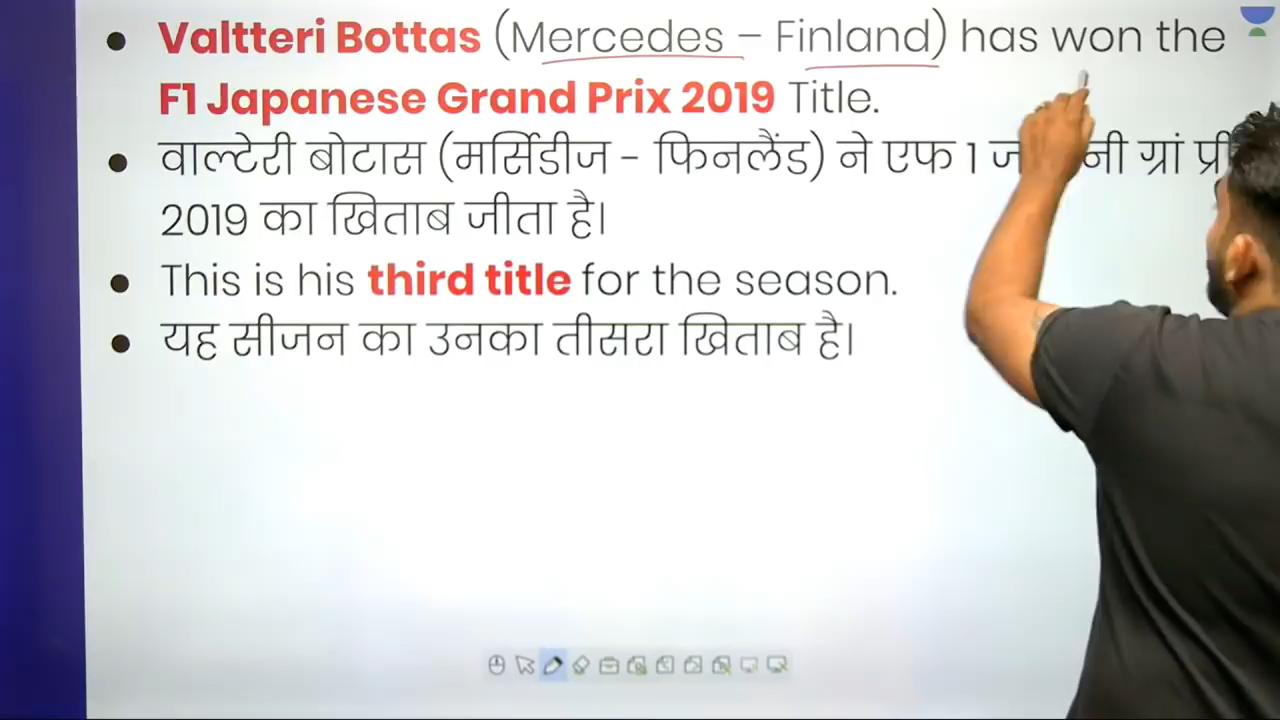 Valtteri Bottas (Mercedes – Finland) has won the
F1 Japanese Grand Prix 2019 Title.
वाल्टेरी बोटास (मर्सिडीज - फिनलैंड) ने एफ 1 ग्रां
2019 का खिताब जीता है।
This is his third title for the season.
यह सीजन का उनका तीसरा खिताब है।